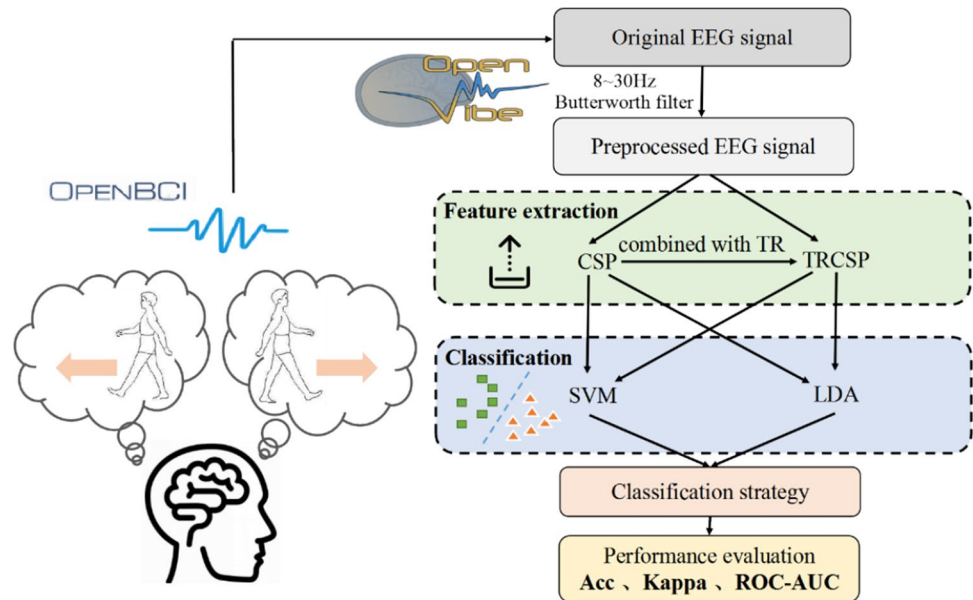 Original EEG signal
Open
Vibe
8~30Hz
Butterworth filter
Preprocessed EEG signal
OPENBCI
Feature extraction
combined with TR
CSP
TRCSP
Classification
SVM
LDA
Classification strategy
Performance evaluation
Acc 、Kappa 、ROC-AUC